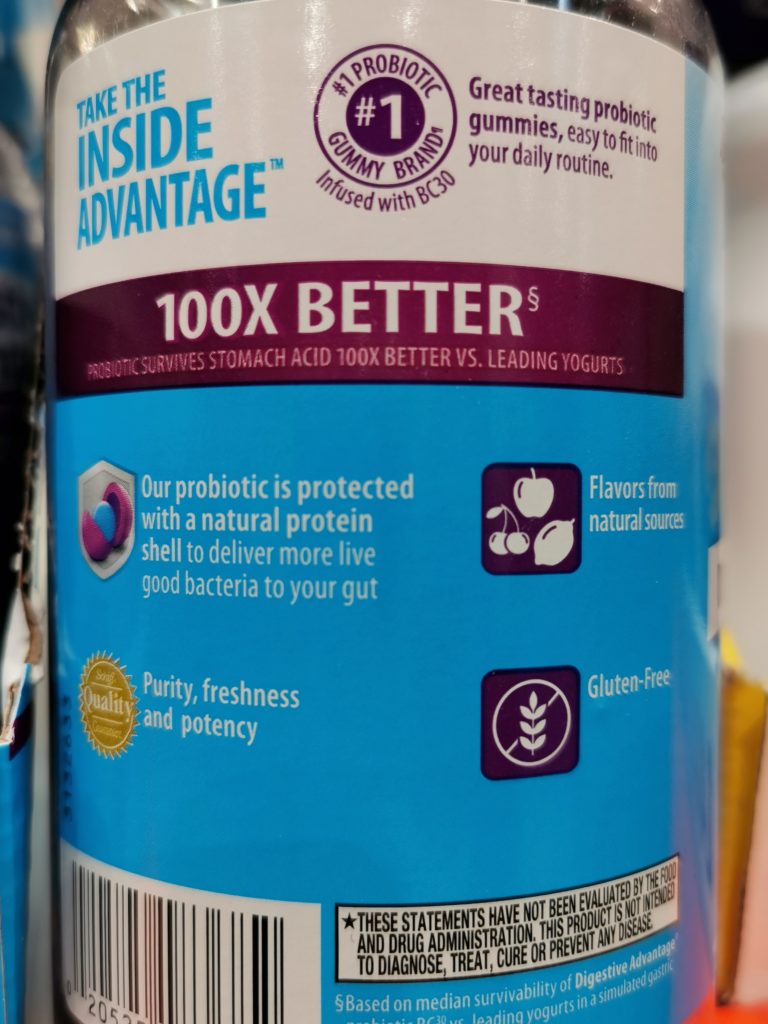 TAKE THE
INSIDE
ADVANTAGE™
#1 PROBIOTIC
#1
GUMMY BRAND¶
Infused with BC30
Great tasting probiotic
gummies, easy to fit into
your daily routine.
100X BETTER§
PROBIOTIC SURVIVES STOMACH ACID 100X BETTER VS. LEADING YOGURTS
Our probiotic is protected
with a natural protein
shell to deliver more live
good bacteria to your gut
Flavors from
natural sources
Schiff
Quality
Guarantee
Purity, freshness
and potency
Gluten-Free
★THESE STATEMENTS HAVE NOT BEEN EVALUATED BY THE FOOD
AND DRUG ADMINISTRATION. THIS PRODUCT IS NOT INTENDED
TO DIAGNOSE, TREAT, CURE OR PREVENT ANY DISEASE.
§Based on median survivability of Digestive Advantage®
probiotic BC³⁰ vs. leading yogurts in a simulated gastric